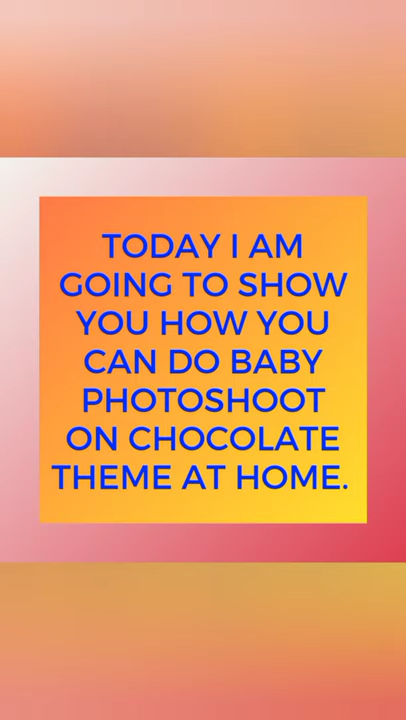 TODAY I AM
GOING TO SHOW
YOU HOW YOU
CAN DO BABY
PHOTOSHOOT
ON CHOCOLATE
THEME AT HOME.